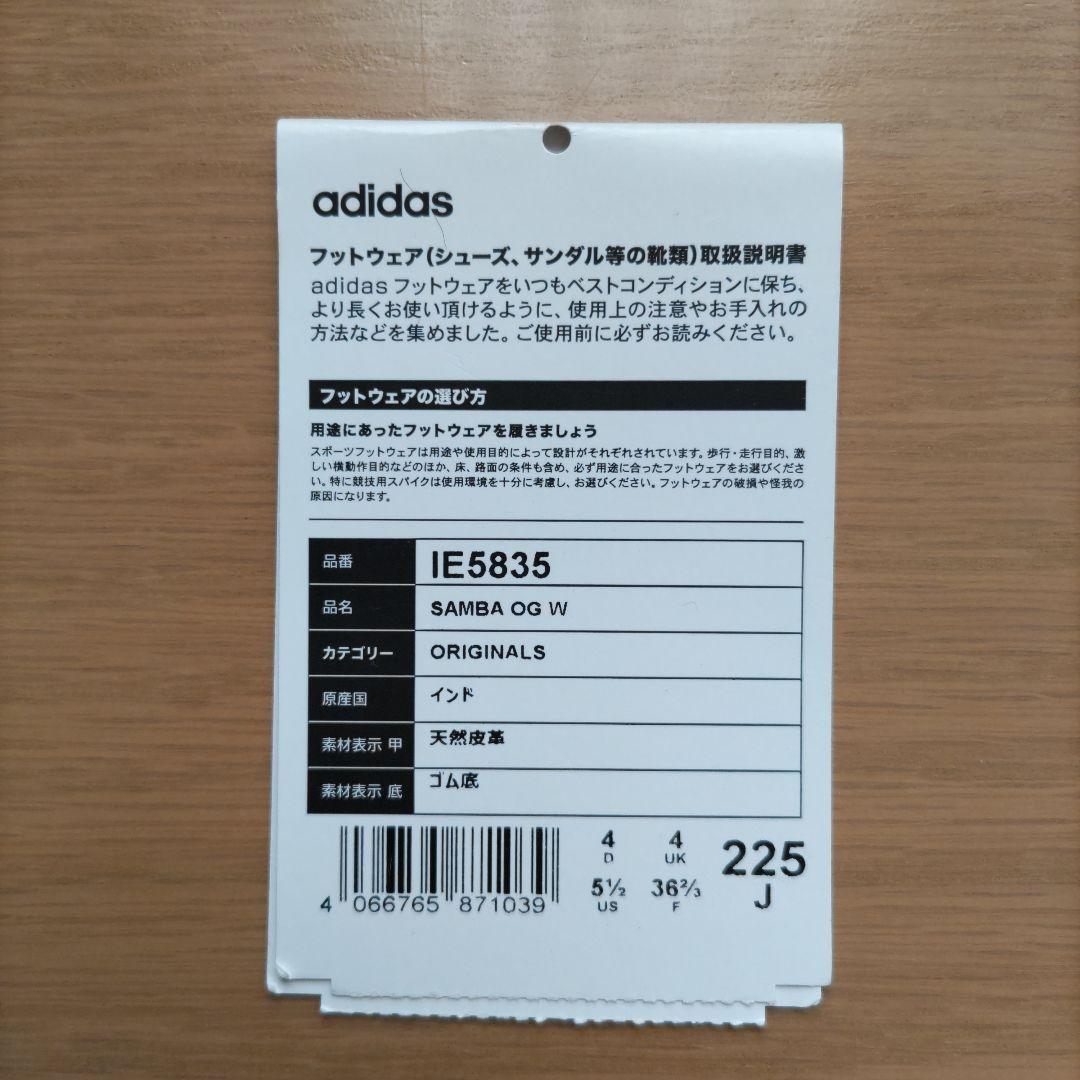 adidas
フットウェア(シューズ、サンダル等の靴類)取扱説明書
adidas フットウェアをいつもベストコンディションに保ち、
より長くお使い頂けるように、使用上の注意やお手入れの
方法などを集めました。ご使用前に必ずお読みください。
フットウェアの選び方
用途にあったフットウェアを履きましょう
スポーツフットウェアは用途や使用目的によって設計がそれぞれされています。歩行・走行目的、激
しい横動作目的などのほか、床、路面の条件も含め、必ず用途に合ったフットウェアをお選びくださ
い。特に競技用スパイクは使用環境を十分に考慮し、お選びください。フットウェアの破損や怪我の
原因になります。
品番 IE5835
品名 SAMBA OG W
カテゴリー ORIGINALS
原産国 インド
素材表示 甲 天然皮革
素材表示 底 ゴム底
4 4 225
D UK
5½ 36⅔ J
US F
4 066765 871039